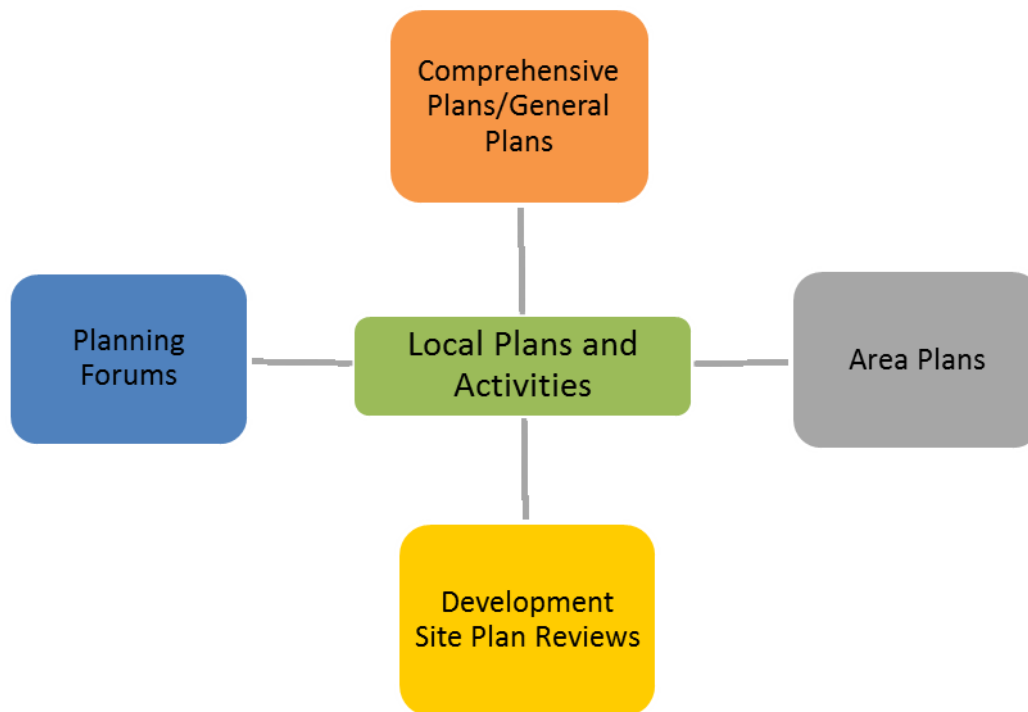 Comprehensive
Plans/General
Plans
Planning
Forums
Local Plans and
Activities
Area Plans
Development
Site Plan Reviews